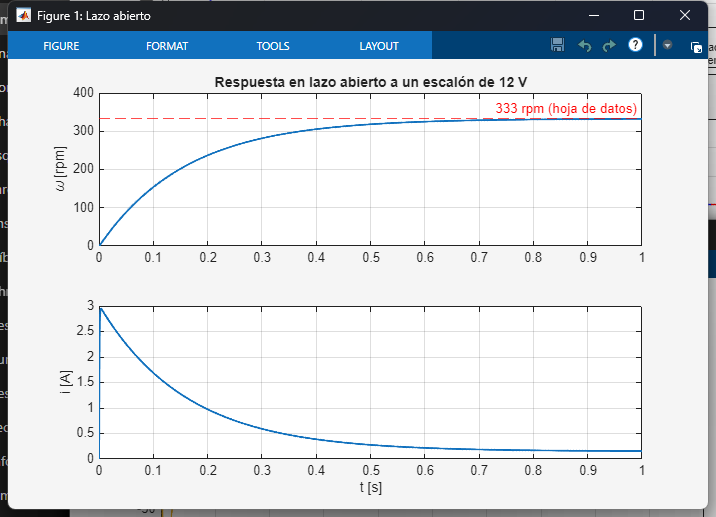 Figure 1: Lazo abierto
FIGURE FORMAT TOOLS LAYOUT
Respuesta en lazo abierto a un escalón de 12 V
400
333 rpm (hoja de datos)
300
200
100
0
ω [rpm]
0 0.1 0.2 0.3 0.4 0.5 0.6 0.7 0.8 0.9 1
3
2.5
2
1.5
1
0.5
0
i [A]
0 0.1 0.2 0.3 0.4 0.5 0.6 0.7 0.8 0.9 1
t [s]